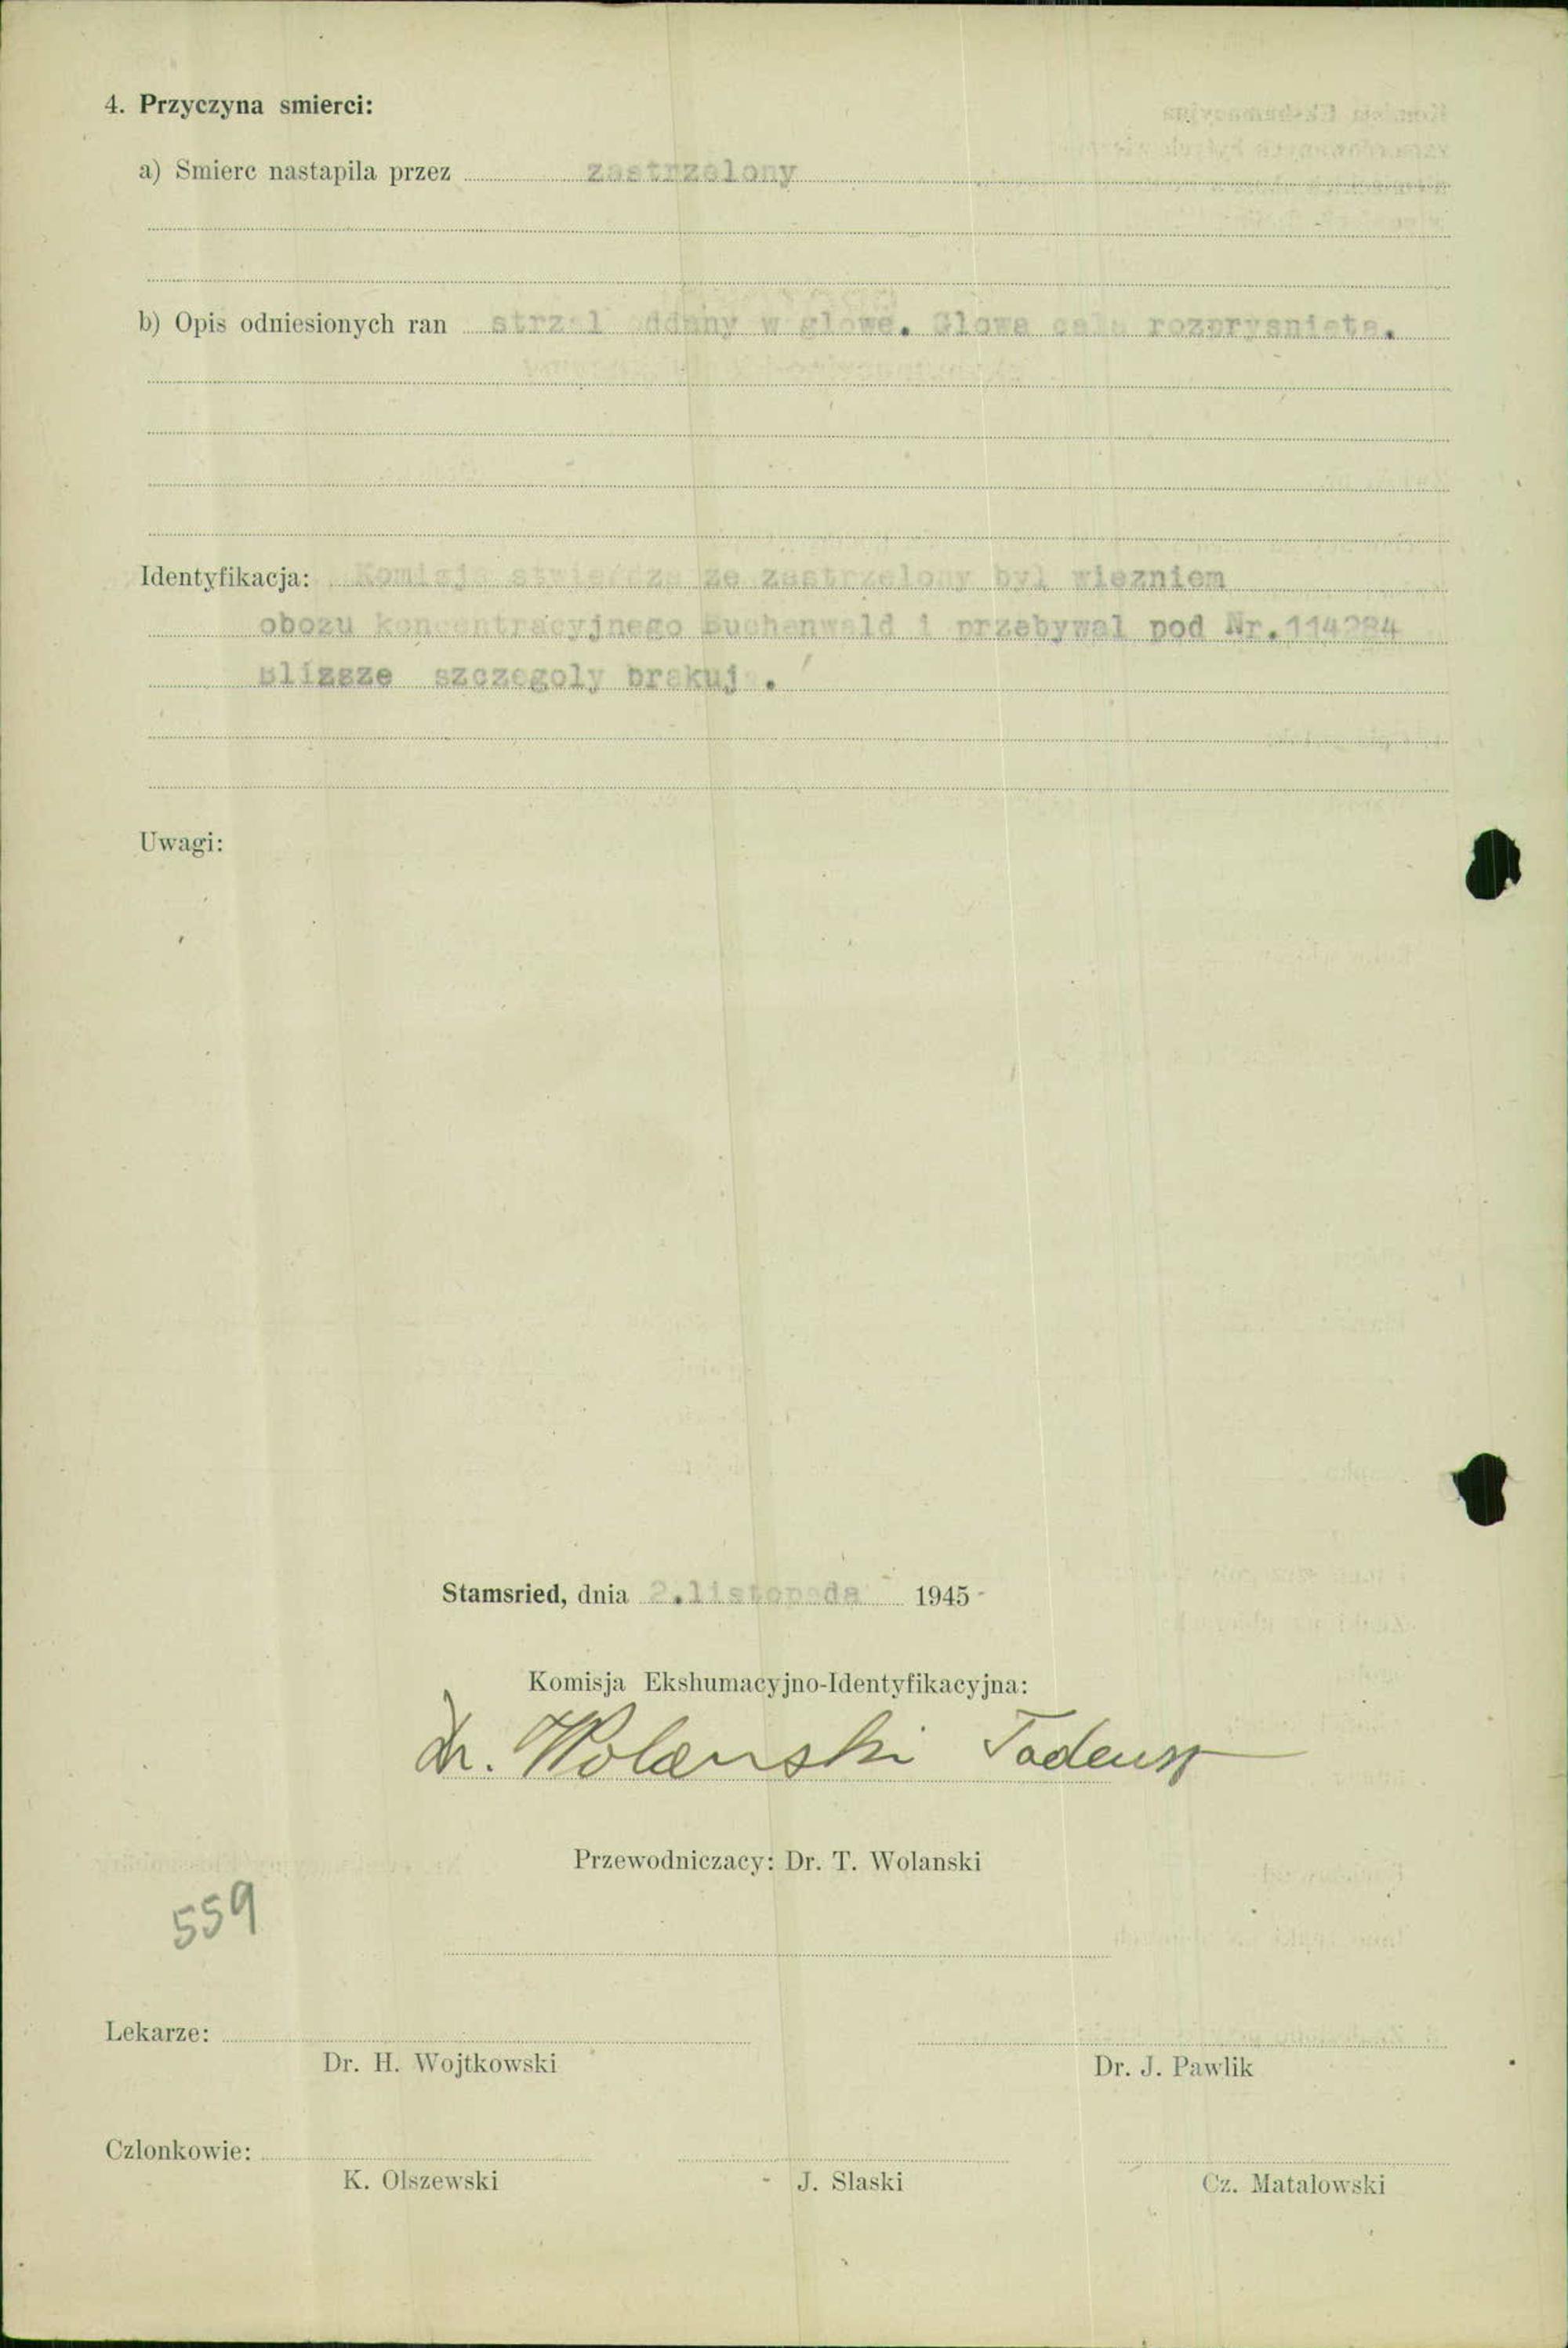 4. Przyczyna smierci:
a) Smierc nastapila przez zastrzelony
b) Opis odniesionych ran strzal oddany w glowe. Glowa cala rozprysnieta.
Identyfikacja: Komisja stwierdza ze zastrzelony byl wiezniem
obozu koncentracyjnego Buchenwald i przebywal pod Nr.114284
Blizsze szczegoly brakuja.
Uwagi:
Stamsried, dnia 2.listopada 1945
Komisja Ekshumacyjno-Identyfikacyjna:
Dr. Wolanski Tadeusz
Przewodniczacy: Dr. T. Wolanski
559
Lekarze:
Dr. H. Wojtkowski Dr. J. Pawlik
Czlonkowie:
K. Olszewski J. Slaski Cz. Matalowski